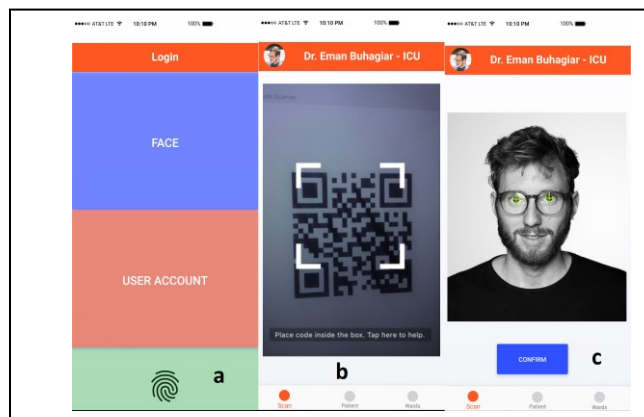 AT&T LTE 10:10 PM 100%
Login
FACE
USER ACCOUNT
a
AT&T LTE 10:10 PM 100%
Dr. Eman Buhagiar - ICU
Place code inside the box. Tap here to help.
b
Scan Patient Wards
AT&T LTE 10:10 PM 100%
Dr. Eman Buhagiar - ICU
CONFIRM
c
Scan Patient Wards